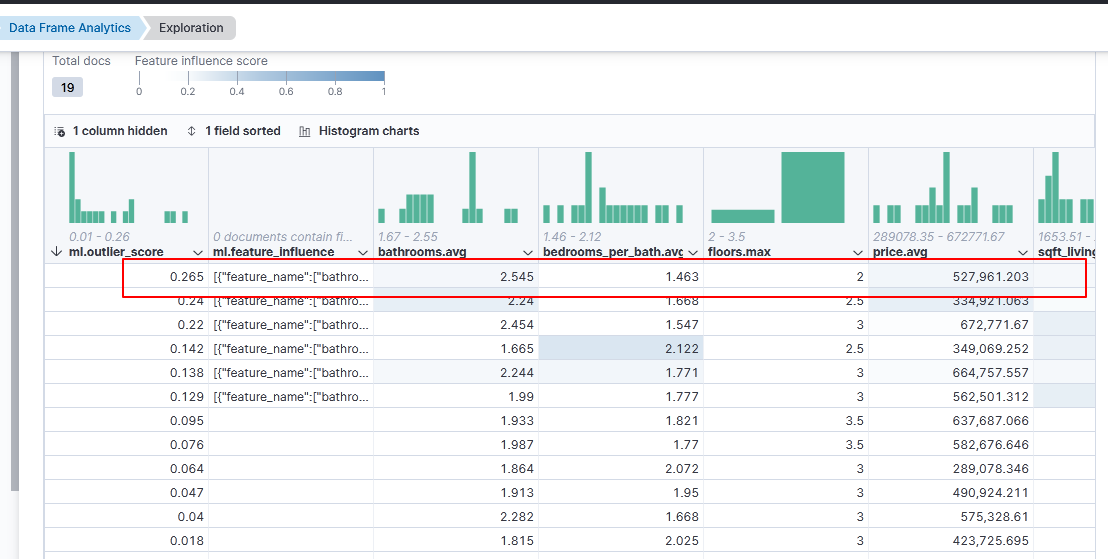 Data Frame Analytics Exploration
Total docs Feature influence score
19
0 0.2 0.4 0.6 0.8 1
1 column hidden 1 field sorted Histogram charts
0.01 - 0.26 0 documents contain fi... 1.67 - 2.55 1.46 - 2.12 2 - 3.5 289078.35 - 672771.67 1653.51 -
ml.outlier_score ml.feature_influence bathrooms.avg bedrooms_per_bath.avg floors.max price.avg sqft_living
0.265 [{"feature_name":["bathro... 2.545 1.463 2 527,961.203
0.24 [{"feature_name":["bathro... 2.24 1.668 2.5 334,921.063
0.22 [{"feature_name":["bathro... 2.454 1.547 3 672,771.67
0.142 [{"feature_name":["bathro... 1.665 2.122 2.5 349,069.252
0.138 [{"feature_name":["bathro... 2.244 1.771 3 664,757.557
0.129 [{"feature_name":["bathro... 1.99 1.777 3 562,501.312
0.095 1.933 1.821 3.5 637,687.066
0.076 1.987 1.77 3.5 582,676.646
0.064 1.864 2.072 3 289,078.346
0.047 1.913 1.95 3 490,924.211
0.04 2.282 1.668 3 575,328.61
0.018 1.815 2.025 3 423,725.695